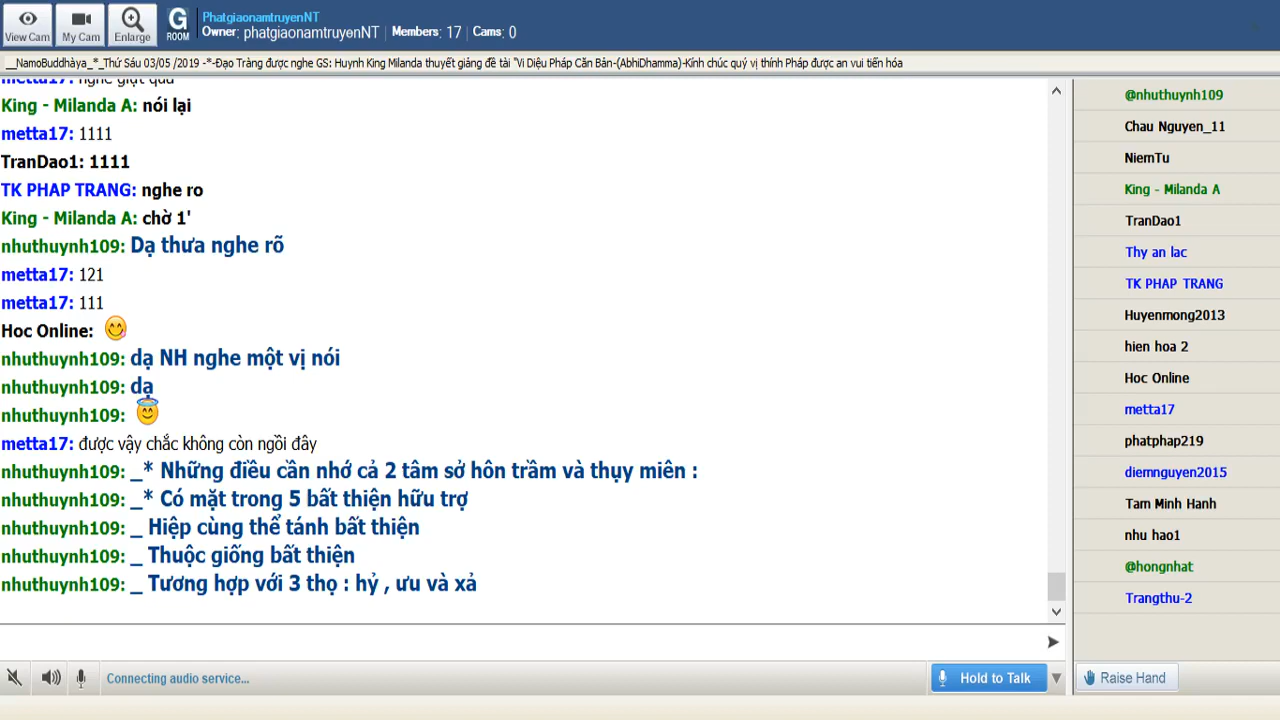 View Cam
My Cam
Enlarge
G
ROOM
PhatgiaonamtruyenNT
Owner: phatgiaonamtruyenNT Members: 17 Cams: 0
__NamoBuddhàya_*_Thứ Sáu 03/05 /2019 -*-Đạo Tràng được nghe GS: Huynh King Milanda thuyết giảng đề tài "Vi Diệu Pháp Căn Bản-(AbhiDhamma)-Kính chúc quý vị thính Pháp được an vui tiến hóa
metta17: nghe giựt quá
King - Milanda A: nói lại
metta17: 1111
TranDao1: 1111
TK PHAP TRANG: nghe ro
King - Milanda A: chờ 1'
nhuthuynh109: Dạ thưa nghe rõ
metta17: 121
metta17: 111
Hoc Online:
nhuthuynh109: dạ NH nghe một vị nói
nhuthuynh109: dạ
nhuthuynh109:
metta17: được vậy chắc không còn ngồi đây
nhuthuynh109: _* Những điều cần nhớ cả 2 tâm sở hôn trầm và thụy miên :
nhuthuynh109: _* Có mặt trong 5 bất thiện hữu trợ
nhuthuynh109: _ Hiệp cùng thể tánh bất thiện
nhuthuynh109: _ Thuộc giống bất thiện
nhuthuynh109: _ Tương hợp với 3 thọ : hỷ , ưu và xả
@nhuthuynh109
Chau Nguyen_11
NiemTu
King - Milanda A
TranDao1
Thy an lac
TK PHAP TRANG
Huyenmong2013
hien hoa 2
Hoc Online
metta17
phatphap219
diemnguyen2015
Tam Minh Hanh
nhu hao1
@hongnhat
Trangthu-2
Connecting audio service...
Hold to Talk
Raise Hand